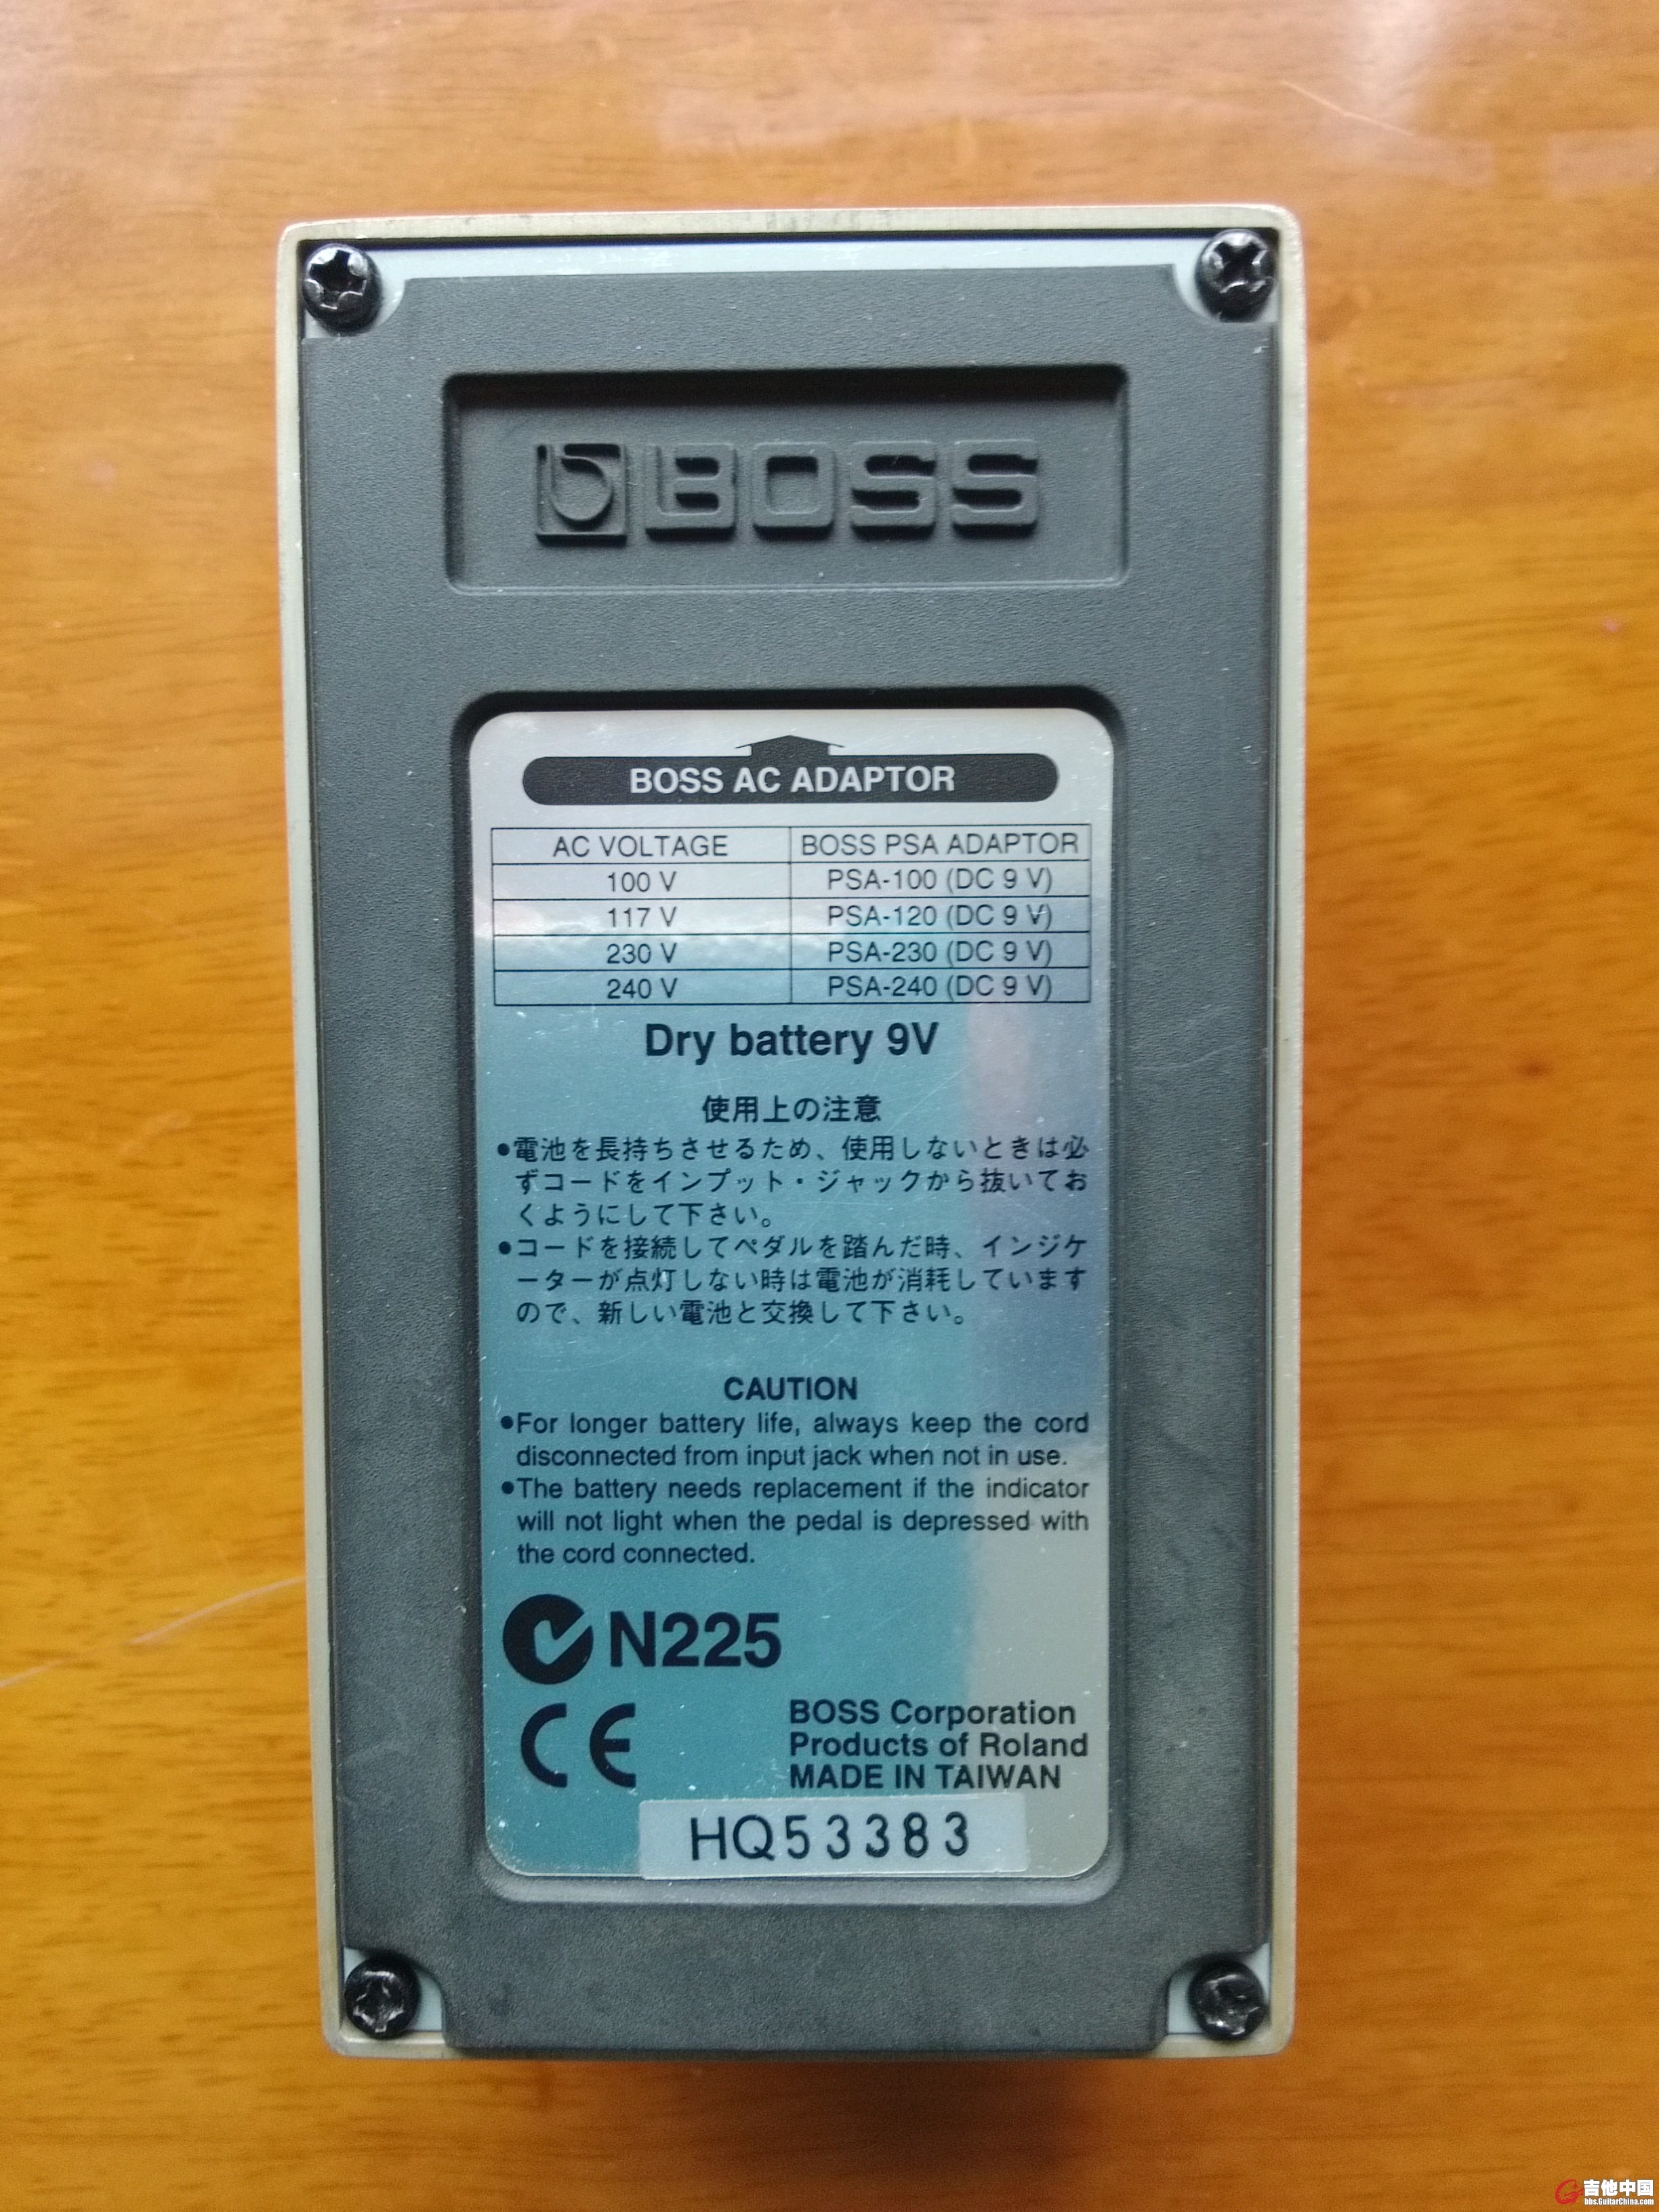 BOSS
BOSS AC ADAPTOR
AC VOLTAGE BOSS PSA ADAPTOR
100 V PSA-100 (DC 9 V)
117 V PSA-120 (DC 9 V)
230 V PSA-230 (DC 9 V)
240 V PSA-240 (DC 9 V)
Dry battery 9V
使用上の注意
●電池を長持ちさせるため、使用しないときは必
ずコードをインプット・ジャックから抜いてお
くようにして下さい。
●コードを接続してペダルを踏んだ時、インジケ
ーターが点灯しない時は電池が消耗しています
ので、新しい電池と交換して下さい。
CAUTION
●For longer battery life, always keep the cord
disconnected from input jack when not in use.
●The battery needs replacement if the indicator
will not light when the pedal is depressed with
the cord connected.
N225
CE
BOSS Corporation
Products of Roland
MADE IN TAIWAN
HQ53383
吉他中国
bbs.GuitarChina.com